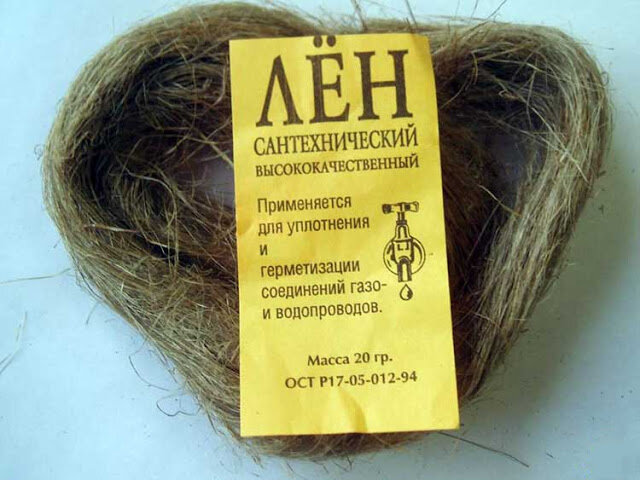 ЛЁН
САНТЕХНИЧЕСКИЙ
ВЫСОКОКАЧЕСТВЕННЫЙ
Применяется
для уплотнения
и
герметизации
соединений газо-
и водопроводов.
Масса 20 гр.
ОСТ Р17-05-012-94